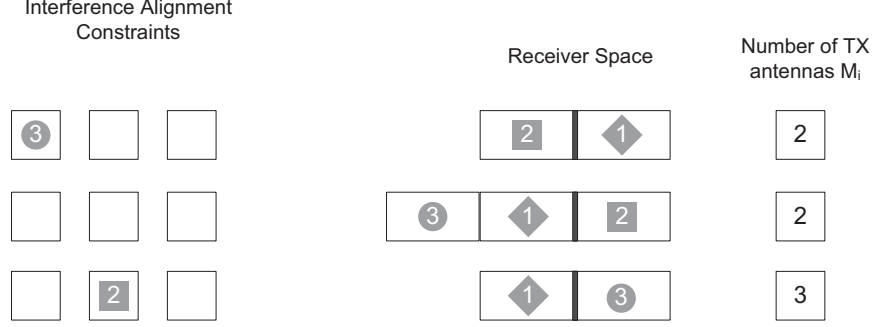 Interference Alignment
Constraints
Receiver Space
Number of TX
antennas Mi
3
2 1
2
3 1 2
2
2
1 3
3